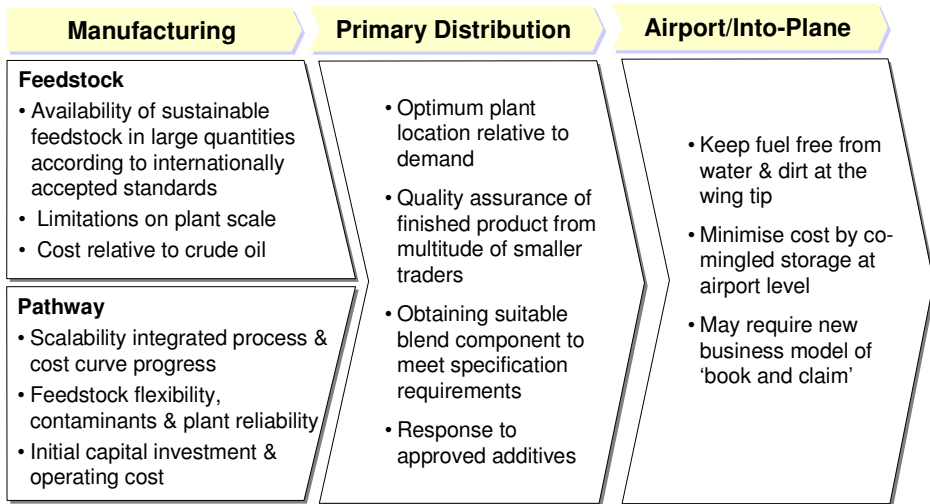 Manufacturing
Primary Distribution
Airport/Into-Plane
Feedstock
• Availability of sustainable
feedstock in large quantities
according to internationally
accepted standards
• Limitations on plant scale
• Cost relative to crude oil
Pathway
• Scalability integrated process &
cost curve progress
• Feedstock flexibility,
contaminants & plant reliability
• Initial capital investment &
operating cost
• Optimum plant
location relative to
demand
• Quality assurance of
finished product from
multitude of smaller
traders
• Obtaining suitable
blend component to
meet specification
requirements
• Response to
approved additives
• Keep fuel free from
water & dirt at the
wing tip
• Minimise cost by co-
mingled storage at
airport level
• May require new
business model of
‘book and claim’